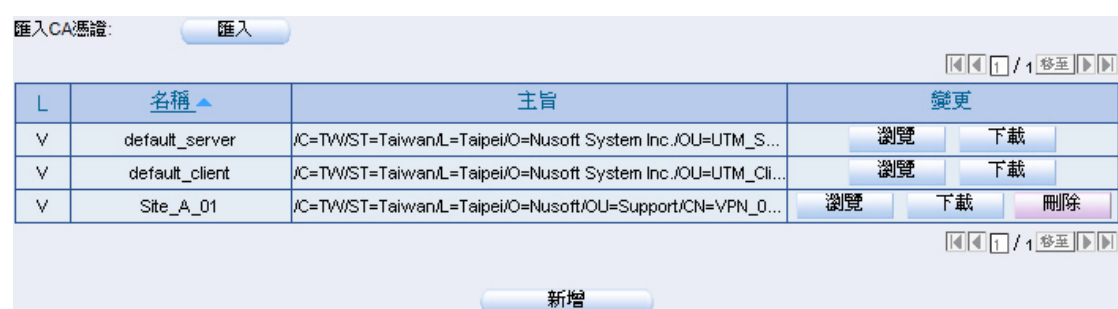 匯入CA憑證: 匯入
1 / 1 移至
L 名稱 主旨 變更
V default_server /C=TW/ST=Taiwan/L=Taipei/O=Nusoft System Inc./OU=UTM_S... 瀏覽 下載
V default_client /C=TW/ST=Taiwan/L=Taipei/O=Nusoft System Inc./OU=UTM_Cli... 瀏覽 下載
V Site_A_01 /C=TW/ST=Taiwan/L=Taipei/O=Nusoft/OU=Support/CN=VPN_0... 瀏覽 下載 刪除
1 / 1 移至
新增